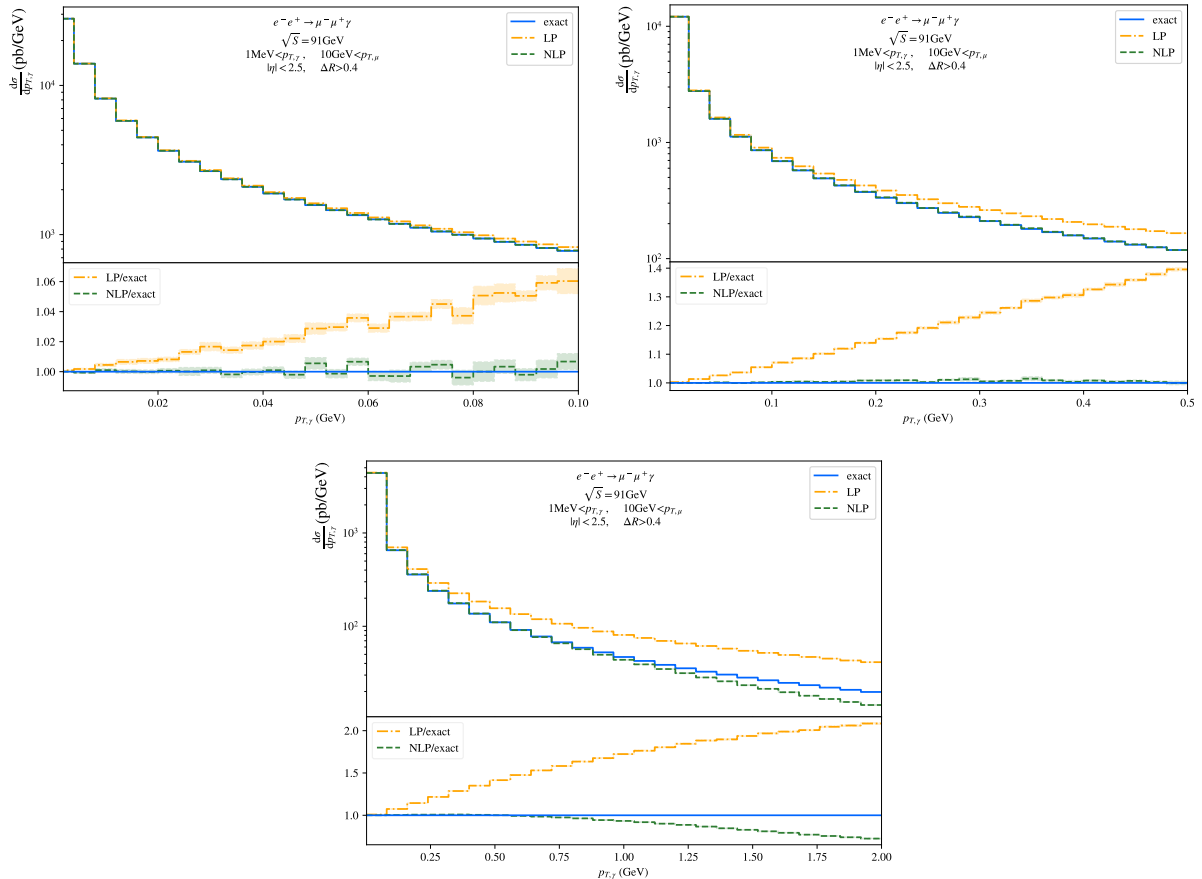 e⁻e⁺→μ⁻μ⁺γ
√S = 91GeV
1MeV<p_{T,γ}, 10GeV<p_{T,μ}
|η|<2.5, ΔR>0.4
exact
LP
NLP
dσ/dp_{T,γ} (pb/GeV)
10⁴
10³
LP/exact
NLP/exact
1.06
1.04
1.02
1.00
0.02 0.04 0.06 0.08 0.10
p_{T,γ} (GeV)
e⁻e⁺→μ⁻μ⁺γ
√S = 91GeV
1MeV<p_{T,γ}, 10GeV<p_{T,μ}
|η|<2.5, ΔR>0.4
exact
LP
NLP
dσ/dp_{T,γ} (pb/GeV)
10⁴
10³
10²
LP/exact
NLP/exact
1.4
1.3
1.2
1.1
1.0
0.1 0.2 0.3 0.4 0.5
p_{T,γ} (GeV)
e⁻e⁺→μ⁻μ⁺γ
√S = 91GeV
1MeV<p_{T,γ}, 10GeV<p_{T,μ}
|η|<2.5, ΔR>0.4
exact
LP
NLP
dσ/dp_{T,γ} (pb/GeV)
10³
10²
LP/exact
NLP/exact
2.0
1.5
1.0
0.25 0.50 0.75 1.00 1.25 1.50 1.75 2.00
p_{T,γ} (GeV)